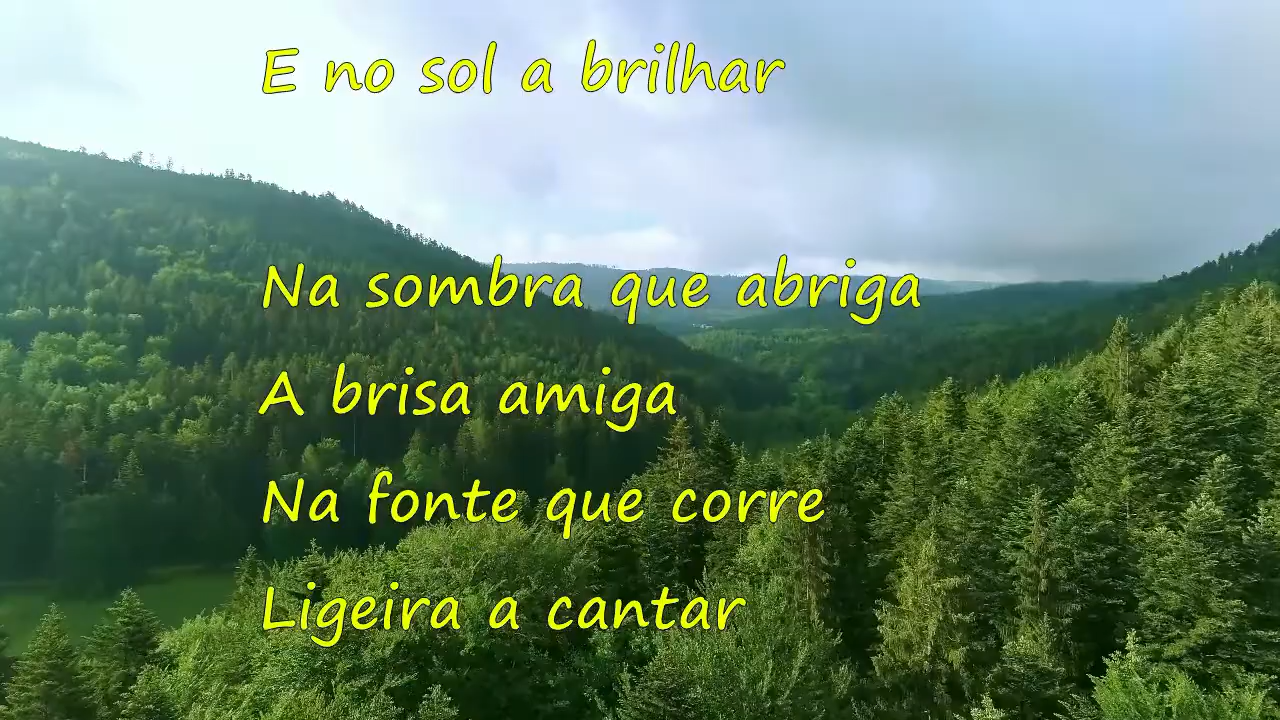 E no sol a brilhar
Na sombra que abriga
A brisa amiga
Na fonte que corre
Ligeira a cantar